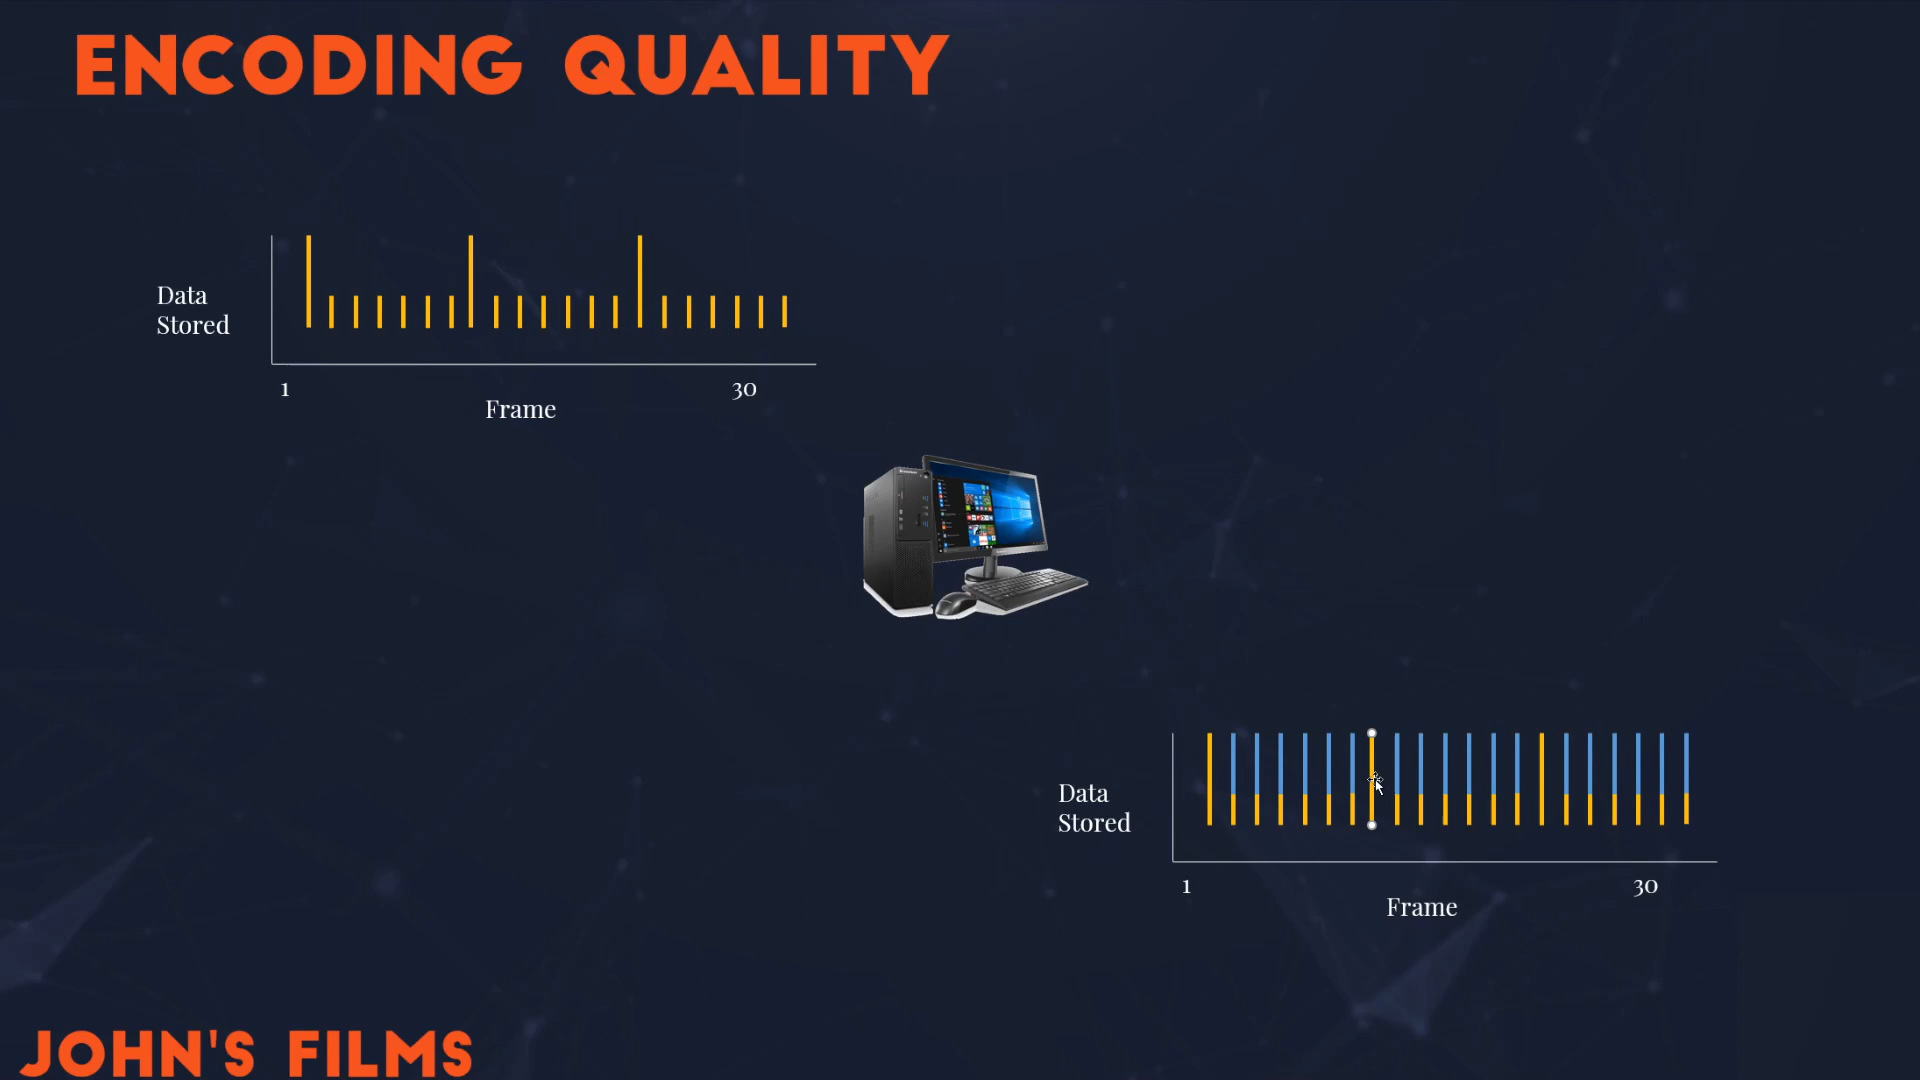 ENCODING QUALITY
Data
Stored
1
30
Frame
Data
Stored
1
30
Frame
JOHN'S FILMS